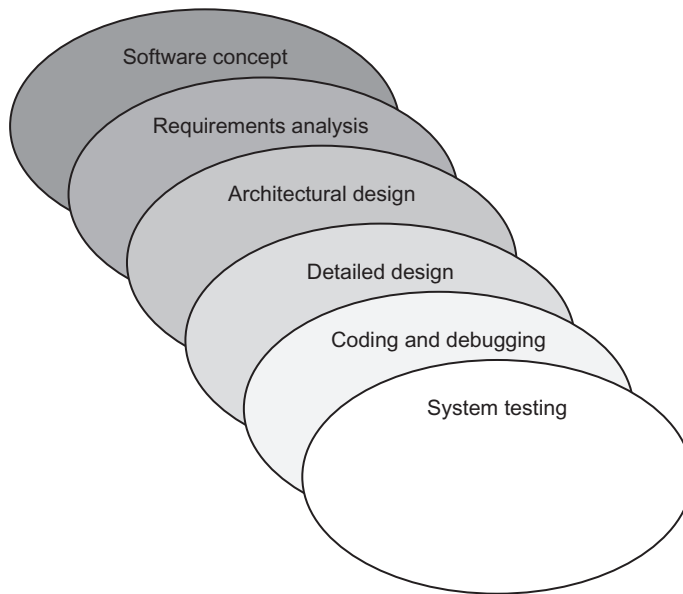 Software concept
Requirements analysis
Architectural design
Detailed design
Coding and debugging
System testing